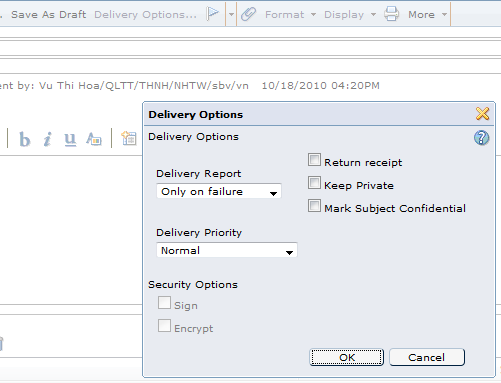 Save As Draft Delivery Options... Format Display More
ent by: Vu Thi Hoa/QLTT/THNH/NHTW/sbv/vn 10/18/2010 04:20PM
Delivery Options
Delivery Options
b i u
Return receipt
Delivery Report
Keep Private
Only on failure
Mark Subject Confidential
Delivery Priority
Normal
Security Options
Sign
Encrypt
OK Cancel